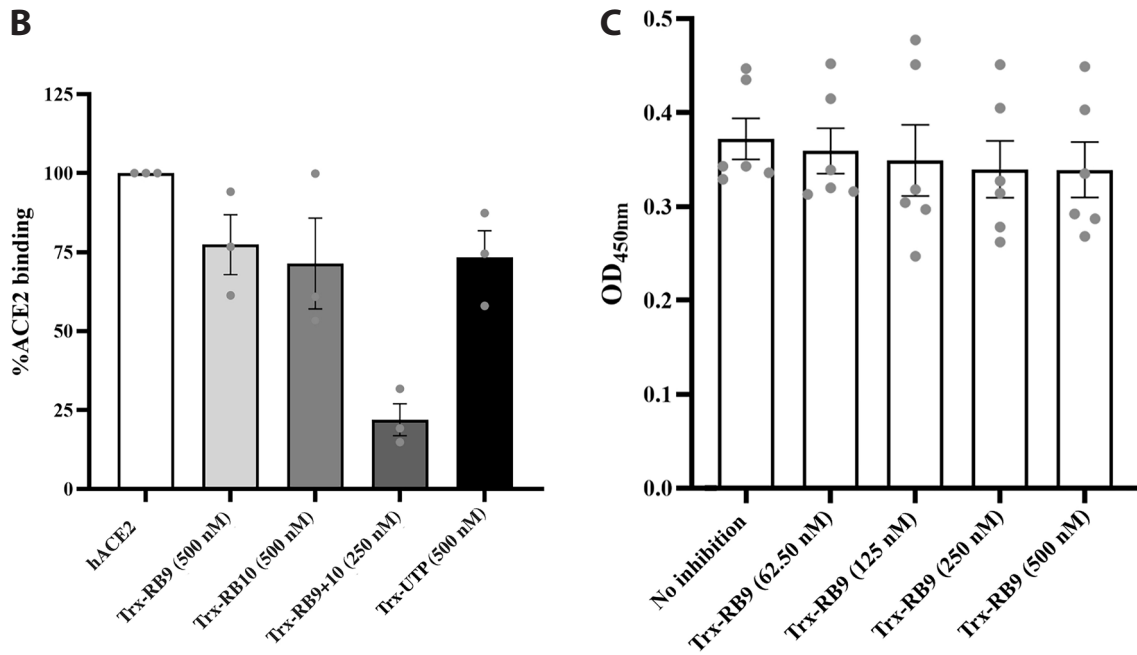 B
%ACE2 binding
125
100
75
50
25
0
hACE2
Trx-RB9 (500 nM)
Trx-RB10 (500 nM)
Trx-RB9+10 (250 nM)
Trx-UTP (500 nM)
C
OD450nm
0.5
0.4
0.3
0.2
0.1
0.0
No inhibition
Trx-RB9 (62.50 nM)
Trx-RB9 (125 nM)
Trx-RB9 (250 nM)
Trx-RB9 (500 nM)